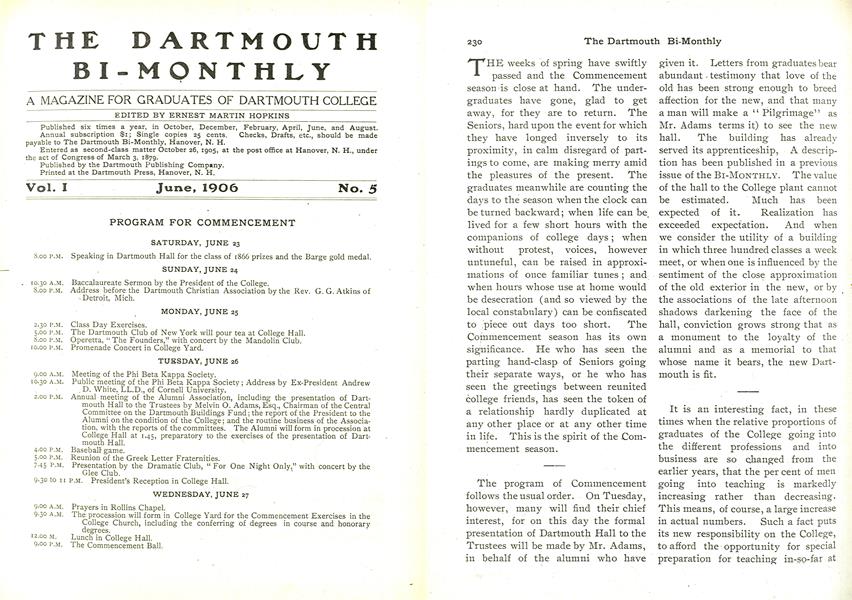 THE DARTMOUTH
BI-MONTHLY
A MAGAZINE FOR GRADUATES OF DARTMOUTH COLLEGE
EDITED BY ERNEST MARTIN HOPKINS
Published six times a year, in October, December, February, April, June, and August.
Annual subscription $1; Single copies 25 cents. Checks, Drafts, etc., should be made
payable to The Dartmouth Bi-Monthly, Hanover, N. H.
Entered as second-class matter October 26, 1905, at the post office at Hanover, N. H., under
the act of Congress of March 3, 1879.
Published by the Dartmouth Publishing Company.
Printed at the Dartmouth Press, Hanover, N. H.
Vol. I June, 1906 No. 5
PROGRAM FOR COMMENCEMENT
SATURDAY, JUNE 23
8.00 P.M. Speaking in Dartmouth Hall for the class of 1866 prizes and the Barge gold medal.
SUNDAY, JUNE 24
10.30 A.M. Baccalaureate Sermon by the President of the College.
8.00 P.M. Address before the Dartmouth Christian Association by the Rev. G. G. Atkins of
Detroit, Mich.
MONDAY, JUNE 25
2.30 P.M. Class Day Exercises.
5.00 P.M. The Dartmouth Club of New York will pour tea at College Hall.
8.00 P.M. Operetta, "The Founders," with concert by the Mandolin Club.
10.00 P.M. Promenade Concert in College Yard.
TUESDAY, JUNE 26
9.00 A.M. Meeting of the Phi Beta Kappa Society.
10.30 A.M. Public meeting of the Phi Beta Kappa Society; Address by Ex-President Andrew
D. White, LL.D., of Cornell University.
2.00 P.M. Annual meeting of the Alumni Association, including the presentation of Dart-
mouth Hall to the Trustees by Melvin O. Adams, Esq., Chairman of the Central
Committee on the Dartmouth Buildings Fund; the report of the President to the
Alumni on the condition of the College; and the routine business of the Associa-
tion, with the reports of the committees. The Alumni will form in procession at
College Hall at 1.45, preparatory to the exercises of the presentation of Dart-
mouth Hall.
4.00 P.M. Baseball game.
5.00 P.M. Reunion of the Greek Letter Fraternities.
7.45 P.M. Presentation by the Dramatic Club, "For One Night Only," with concert by the
Glee Club.
9.30 to 11 P.M. President's Reception in College Hall.
WEDNESDAY, JUNE 27
9.00 A.M. Prayers in Rollins Chapel.
9.30 A.M. The procession will form in College Yard for the Commencement Exercises in the
College Church, including the conferring of degrees in course and honorary
degrees.
12.00 M. Lunch in College Hall.
9.00 P.M. The Commencement Ball.
230 The Dartmouth Bi-Monthly
THE weeks of spring have swiftly
passed and the Commencement
season is close at hand. The under-
graduates have gone, glad to get
away, for they are to return. The
Seniors, hard upon the event for which
they have longed inversely to its
proximity, in calm disregard of part-
ings to come, are making merry amid
the pleasures of the present. The
graduates meanwhile are counting the
days to the season when the clock can
be turned backward; when life can be
lived for a few short hours with the
companions of college days; when
without protest, voices, however
untuneful, can be raised in approxi-
mations of once familiar tunes; and
when hours whose use at home would
be desecration (and so viewed by the
local constabulary) can be confiscated
to piece out days too short. The
Commencement season has its own
significance. He who has seen the
parting hand-clasp of Seniors going
their separate ways, or he who has
seen the greetings between reunited
college friends, has seen the token of
a relationship hardly duplicated at
any other place or at any other time
in life. This is the spirit of the Com-
mencement season.
The program of Commencement
follows the usual order. On Tuesday,
however, many will find their chief
interest, for on this day the formal
presentation of Dartmouth Hall to the
Trustees will be made by Mr. Adams,
in behalf of the alumni who have
given it. Letters from graduates bear
abundant testimony that love of the
old has been strong enough to breed
affection for the new, and that many
a man will make a "Pilgrimage" as
Mr. Adams terms it) to see the new
hall. The building has already
served its apprenticeship, A descrip-
tion has been published in a previous
issue of the BI-MONTHLY. The value
of the hall to the College plant cannot
be estimated. Much has been
expected of it. Realization has
exceeded expectation. And when
we consider the utility of a building
in which three hundred classes a week
meet, or when one is influenced by the
sentiment of the close approximation
of the old exterior in the new, or by
the associations of the late afternoon
shadows darkening the face of the
hall, conviction grows strong that as
a monument to the loyalty of the
alumni and as a memorial to that
whose name it bears, the new Dart-
mouth is fit.
It is an interesting fact, in these
times when the relative proportions of
graduates of the College going into
the different professions and into
business are so changed from the
earlier years, that the per cent of men
going into teaching is markedly
increasing rather than decreasing.
This means, of course, a large increase
in actual numbers. Such a fact puts
its new responsibility on the College,
to afford the opportunity for special
preparation for teaching in-so-far at